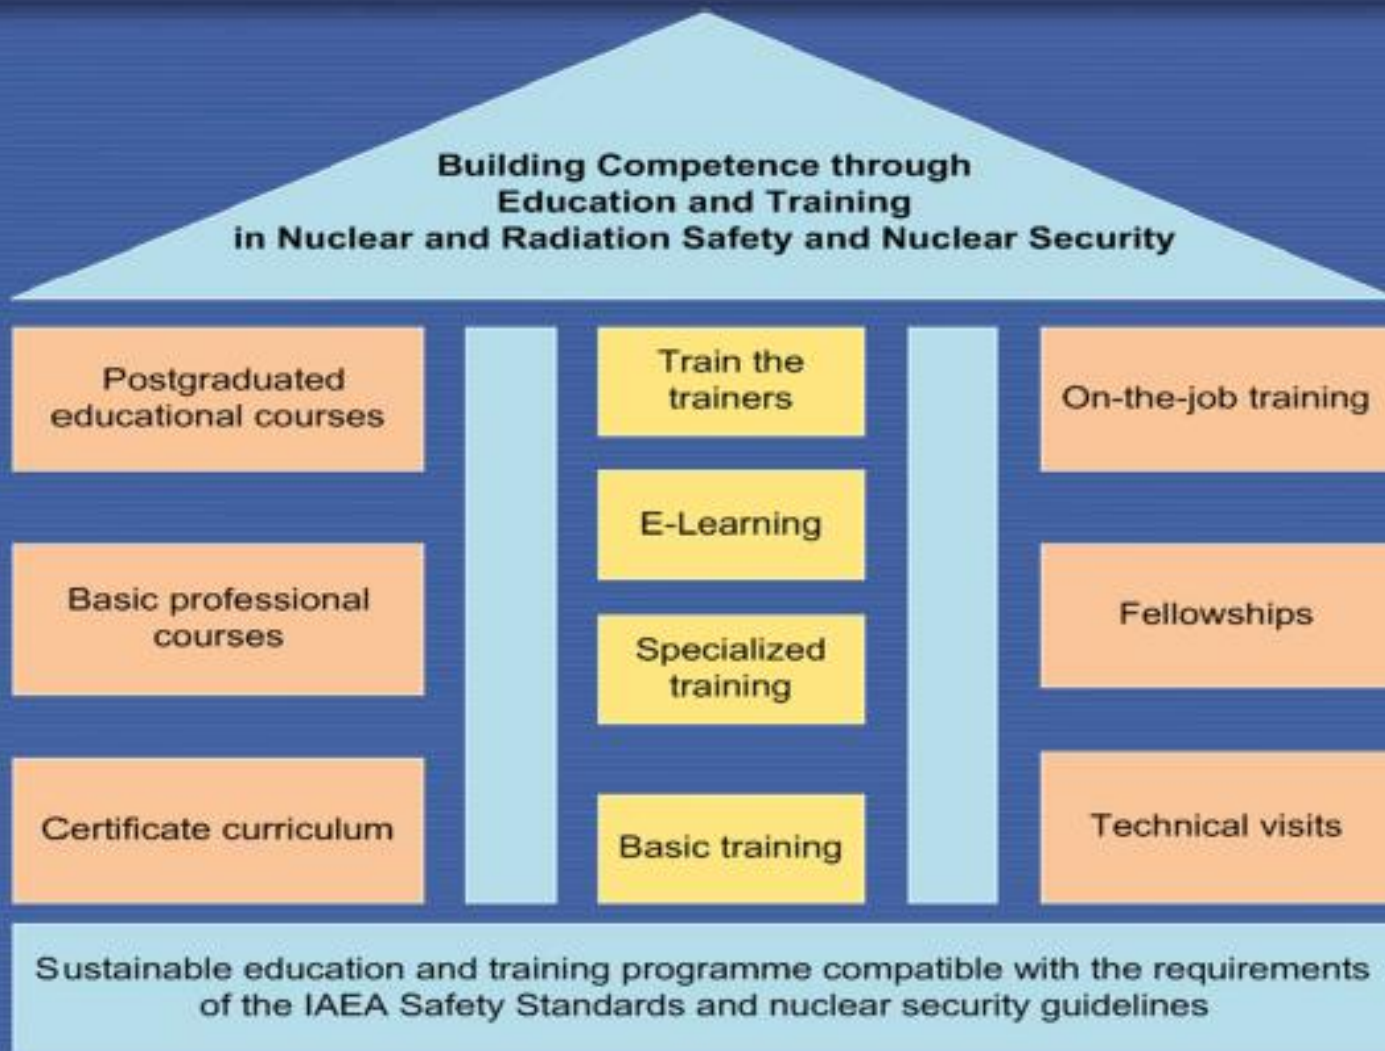 Building Competence through
Education and Training
in Nuclear and Radiation Safety and Nuclear Security
Postgraduated
educational courses
Basic professional
courses
Certificate curriculum
Train the
trainers
E-Learning
Specialized
training
Basic training
On-the-job training
Fellowships
Technical visits
Sustainable education and training programme compatible with the requirements
of the IAEA Safety Standards and nuclear security guidelines